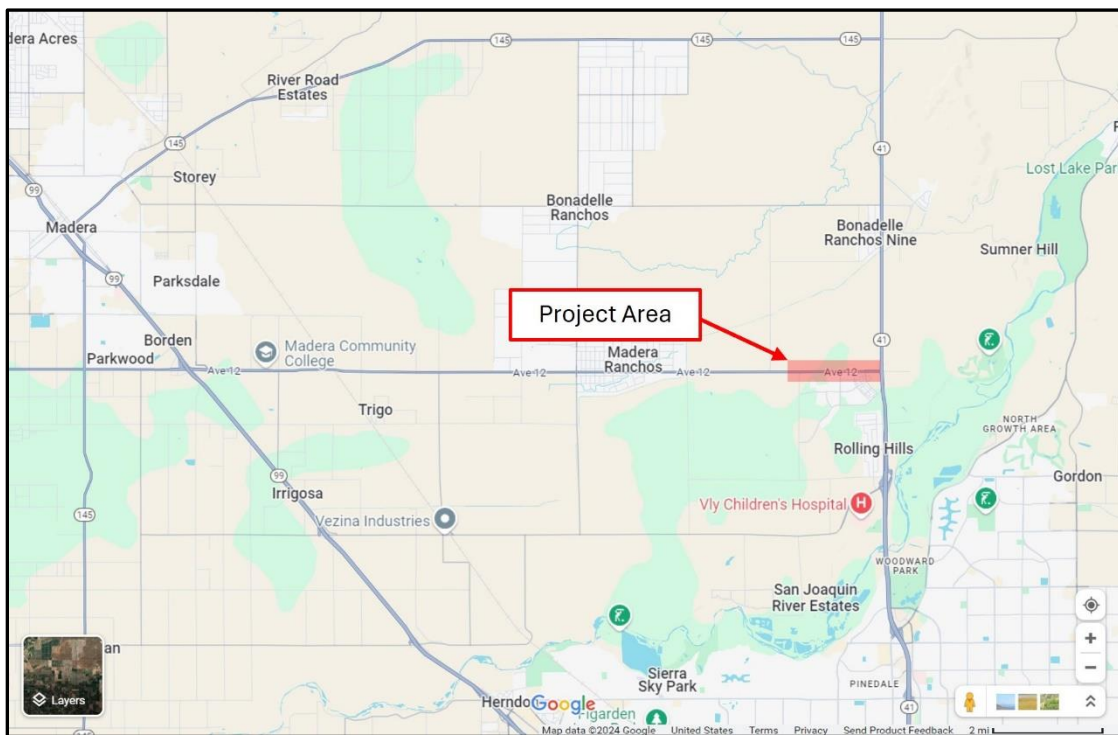 dera Acres
145
145
145
River Road
Estates
145
41
Storey
99
Lost Lake Par
Bonadelle
Ranchos
Bonadelle
Ranchos Nine
Madera
Sumner Hill
Parksdale
99
Project Area
Borden
Madera Community
College
41
Parkwood
Madera
Ranchos
Ave 12
Ave 12
Ave 12
Ave 12
Trigo
NORTH
GROWTH AREA
Rolling Hills
99
Gordon
Irrigosa
Vly Children's Hospital
H
145
Vezina Industries
WOODWARD
PARK
San Joaquin
River Estates
an
Sierra
Sky Park
PINEDALE
Layers
Herndo
Google
41
Figarden
Map data ©2024 Google United States Terms Privacy Send Product Feedback 2 mi